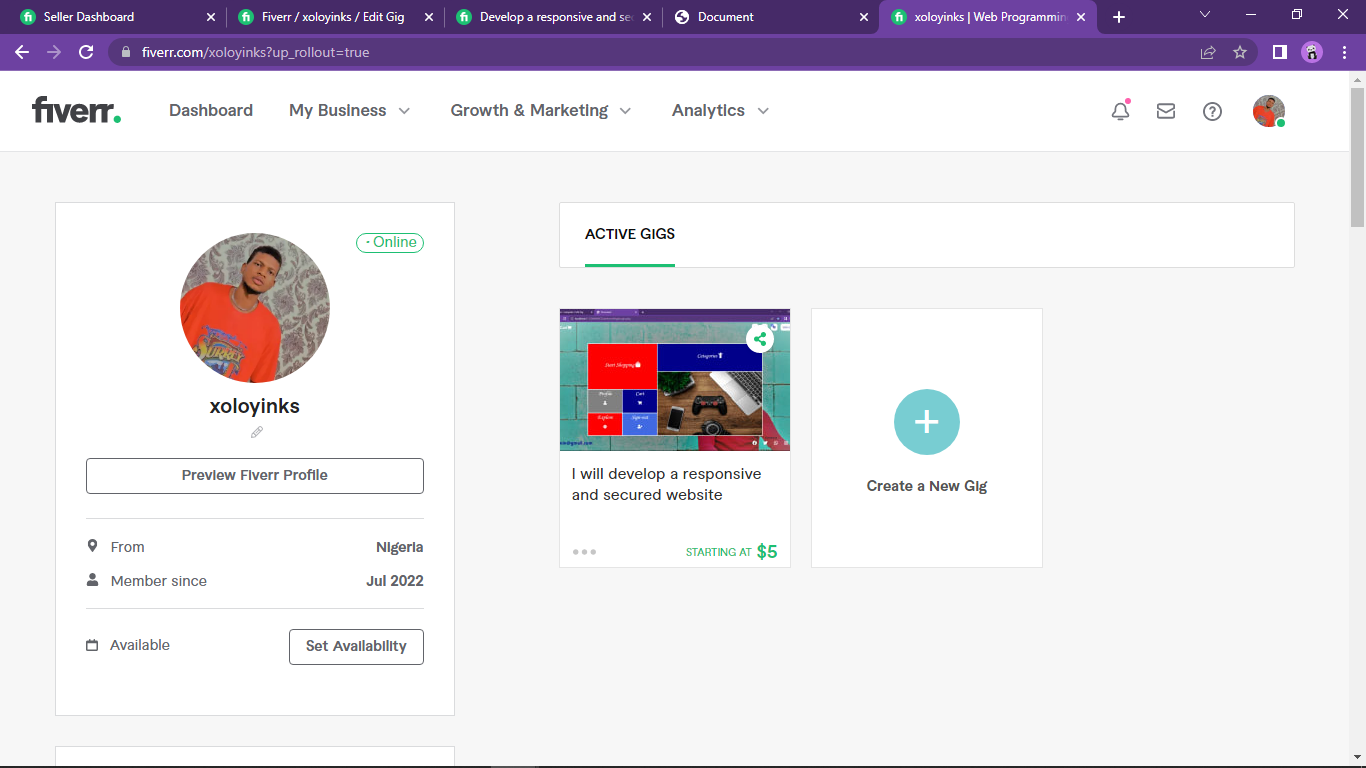 Seller Dashboard
Fiverr / xoloyinks / Edit Gig
Develop a responsive and se
Document
xoloyinks | Web Programmin
fiverr.com/xoloyinks?up_rollout=true
fiverr.
Dashboard
My Business
Growth & Marketing
Analytics
Online
xoloyinks
Preview Fiverr Profile
From
Nigeria
Member since
Jul 2022
Available
Set Availability
ACTIVE GIGS
Start Shopping
Categories
Profile
Cart
Explore
Sign-out
I will develop a responsive
and secured website
STARTING AT $5
Create a New Gig